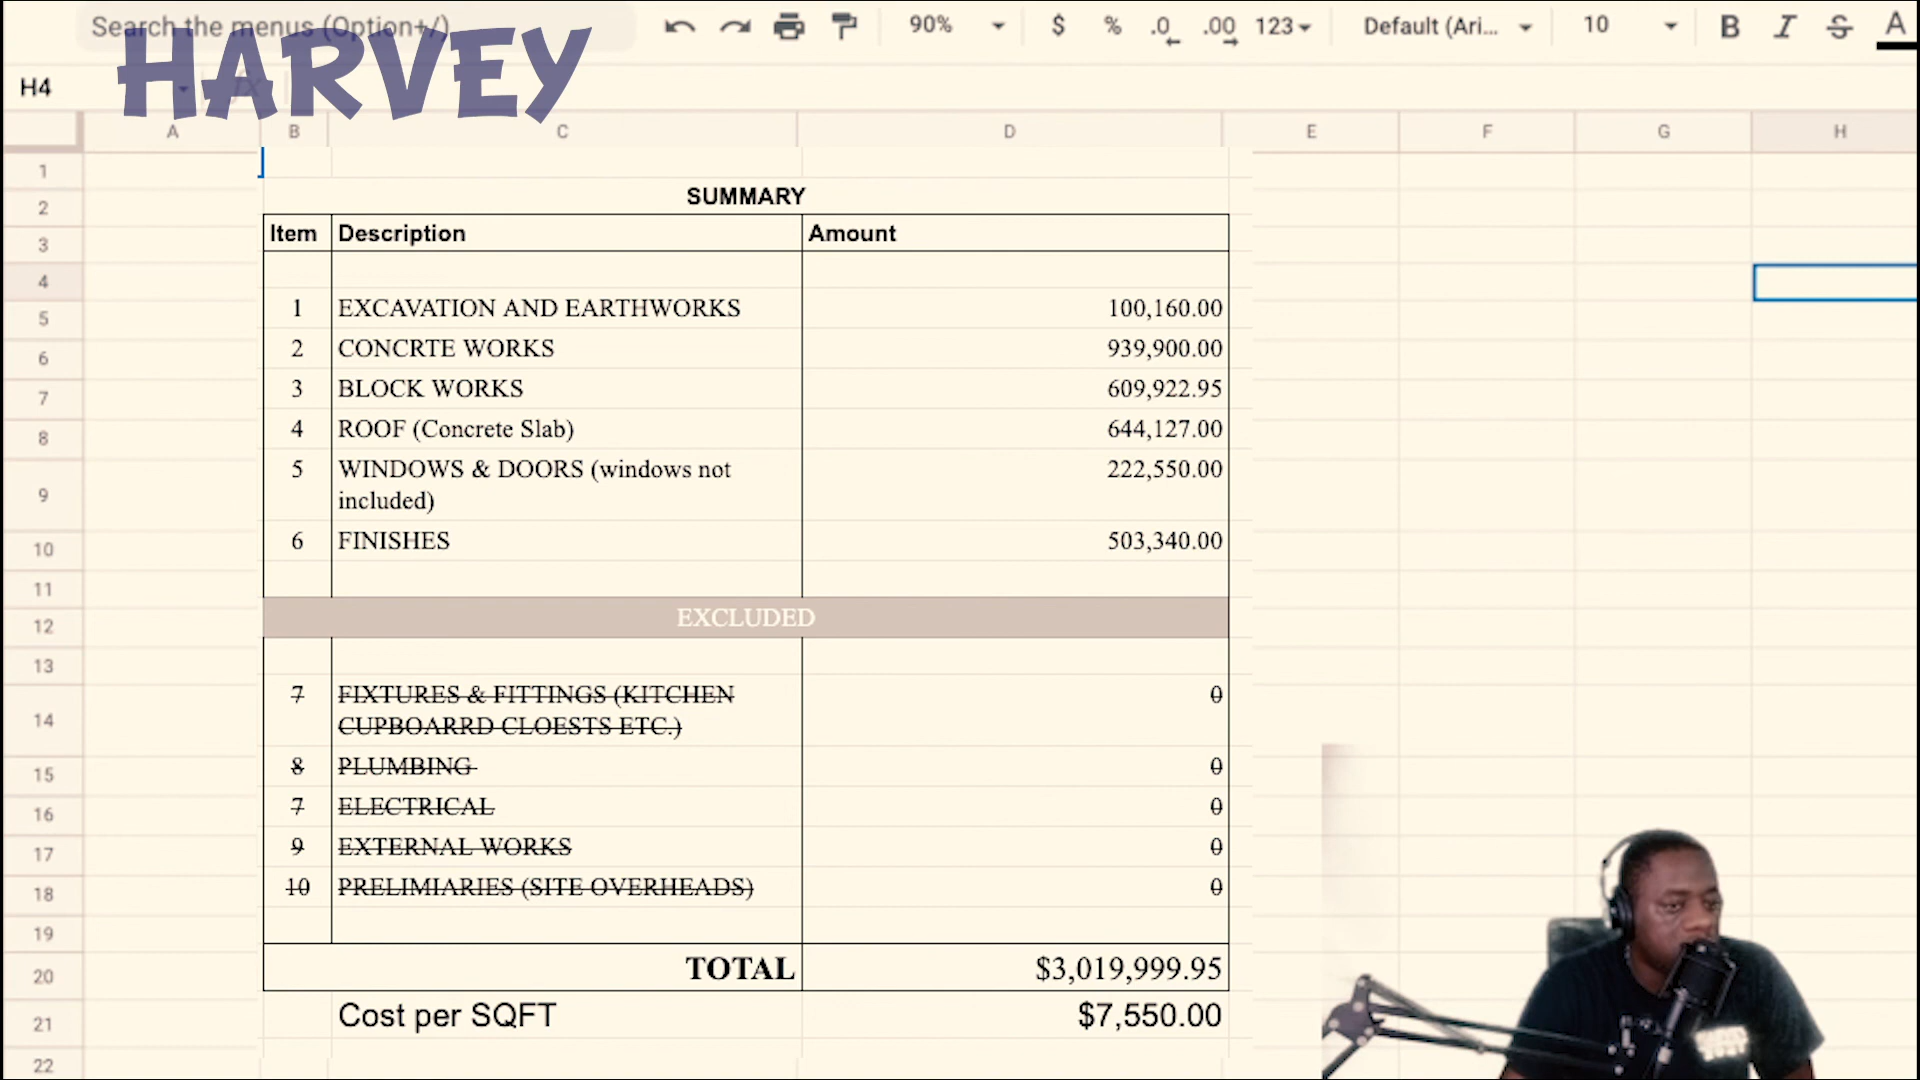 Search the menus (Option+/)
90%
$
%
.0
.00
123
Default (Ari...
10
B
I
S
A
HARVEY
H4
fx
A
B
C
D
E
F
G
H
1
2
SUMMARY
3
Item Description Amount
4
5
1 EXCAVATION AND EARTHWORKS 100,160.00
6
2 CONCRTE WORKS 939,900.00
7
3 BLOCK WORKS 609,922.95
8
4 ROOF (Concrete Slab) 644,127.00
9
5 WINDOWS & DOORS (windows not 222,550.00
included)
10
6 FINISHES 503,340.00
11
12
EXCLUDED
13
14
7 FIXTURES & FITTINGS (KITCHEN 0
CUPBOARRD CLOESTS ETC.)
15
8 PLUMBING 0
16
7 ELECTRICAL 0
17
9 EXTERNAL WORKS 0
18
10 PRELIMIARIES (SITE OVERHEADS) 0
19
20
TOTAL $3,019,999.95
21
Cost per SQFT $7,550.00
22